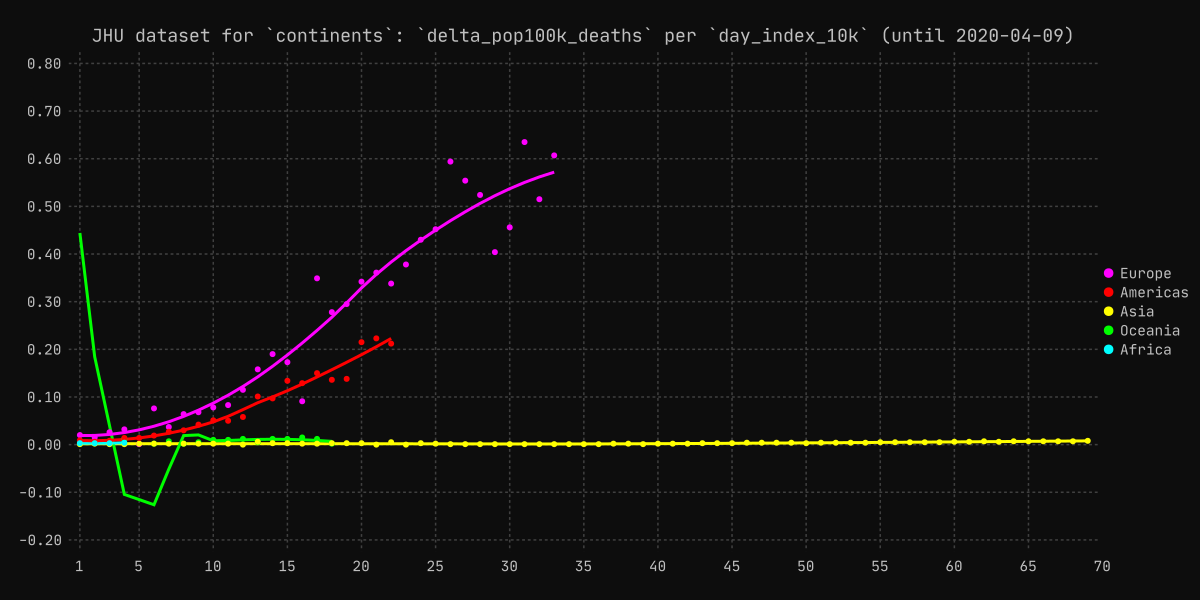 JHU dataset for `continents`: `delta_pop100k_deaths` per `day_index_10k` (until 2020-04-09)
0.80
0.70
0.60
0.50
0.40
0.30
0.20
0.10
0.00
-0.10
-0.20
1 5 10 15 20 25 30 35 40 45 50 55 60 65 70
Europe
Americas
Asia
Oceania
Africa